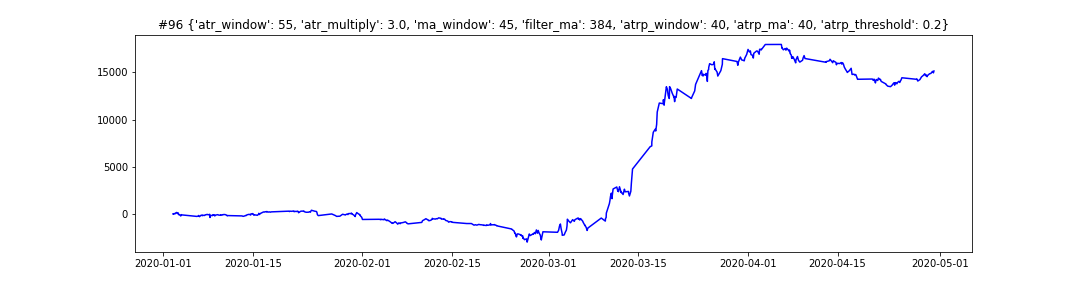 #96 {'atr_window': 55, 'atr_multiply': 3.0, 'ma_window': 45, 'filter_ma': 384, 'atrp_window': 40, 'atrp_ma': 40, 'atrp_threshold': 0.2}
15000
10000
5000
0
2020-01-01 2020-01-15 2020-02-01 2020-02-15 2020-03-01 2020-03-15 2020-04-01 2020-04-15 2020-05-01